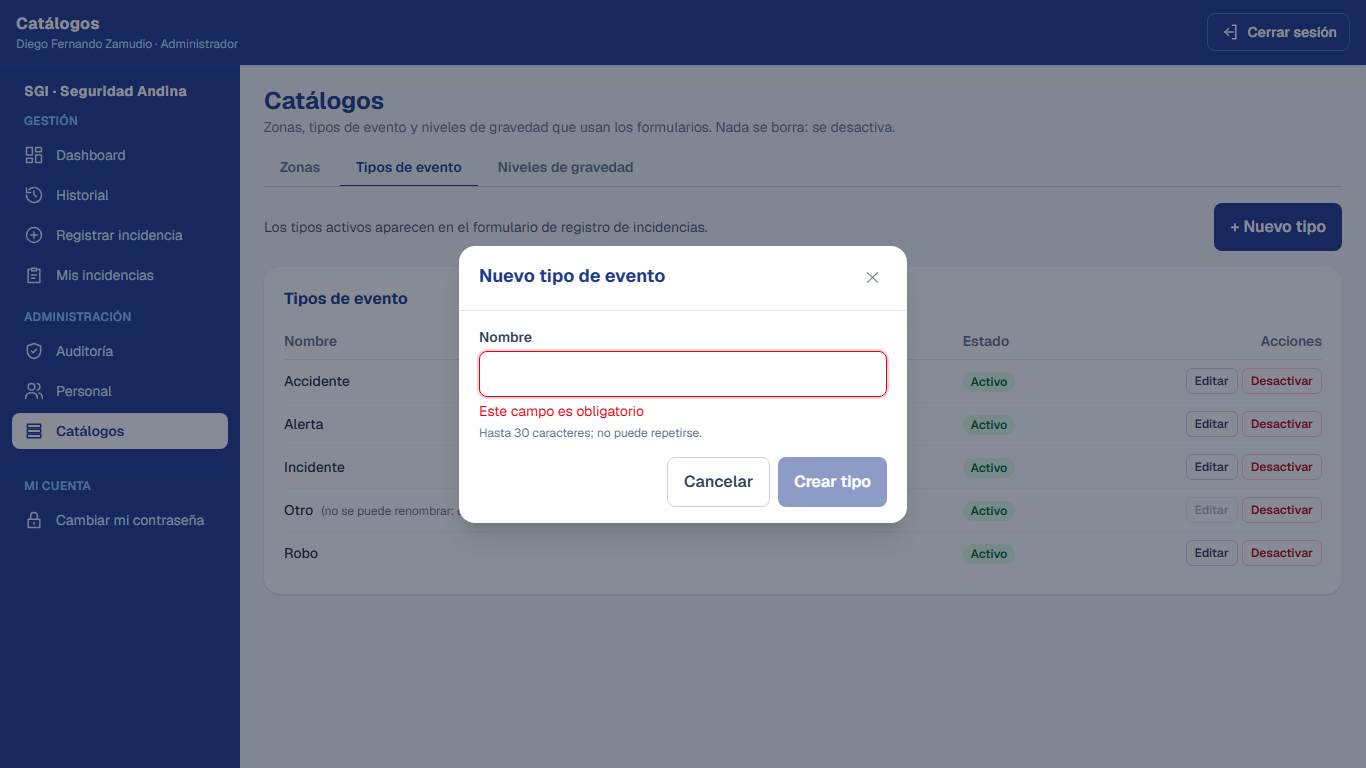 Catálogos
Diego Fernando Zamudio · Administrador
Cerrar sesión
SGI · Seguridad Andina
GESTIÓN
Dashboard
Historial
Registrar incidencia
Mis incidencias
ADMINISTRACIÓN
Auditoría
Personal
Catálogos
MI CUENTA
Cambiar mi contraseña
Catálogos
Zonas, tipos de evento y niveles de gravedad que usan los formularios. Nada se borra: se desactiva.
Zonas Tipos de evento Niveles de gravedad
Los tipos activos aparecen en el formulario de registro de incidencias.
+ Nuevo tipo
Tipos de evento
Nombre Estado Acciones
Accidente Activo Editar Desactivar
Alerta Activo Editar Desactivar
Incidente Activo Editar Desactivar
Otro (no se puede renombrar: Activo Editar Desactivar
Robo Activo Editar Desactivar
Nuevo tipo de evento
Nombre
Este campo es obligatorio
Hasta 30 caracteres; no puede repetirse.
Cancelar Crear tipo